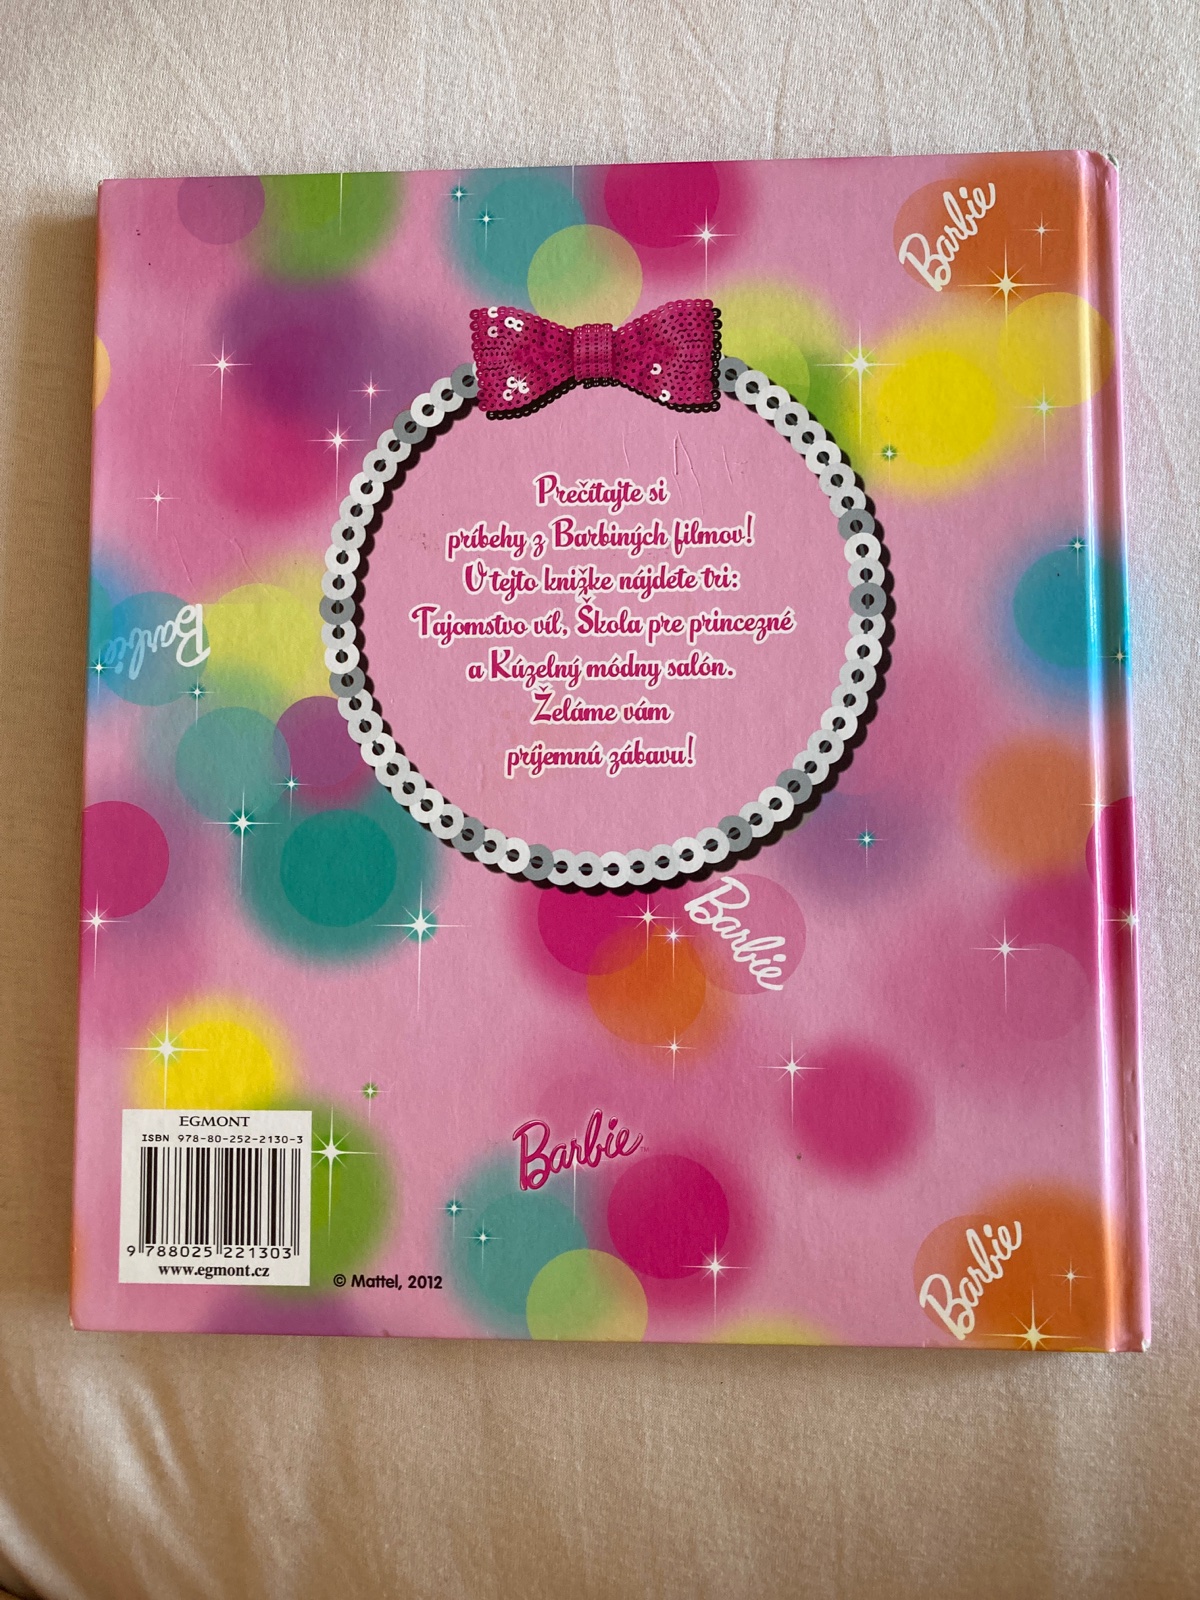 Barbie
Prečítajte si
príbehy z Barbiných filmov!
V tejto knižke nájdete tri:
Tajomstvo víl, Škola pre princezné
a Kúzelný módny salón.
Želáme vám
príjemnú zábavu!
Barbie
Barbie
EGMONT
ISBN 978-80-252-2130-3
9 788025 221303
www.egmont.cz
Barbie
© Mattel, 2012
Barbie